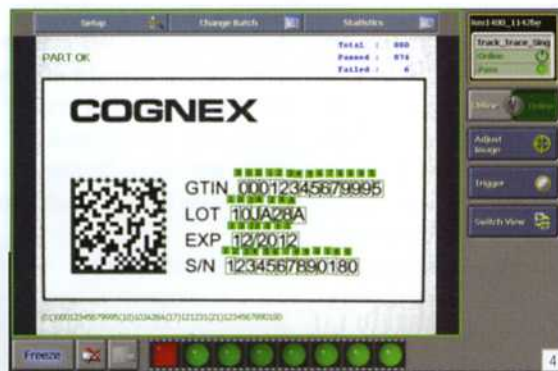 Setup
Change Batch
Statistics
PART OK
Total : 880
Passed : 874
Failed : 6
COGNEX
GTIN 00012345679995
LOT 10JA28A
EXP 12/2012
S/N 1234567890180
Track_Trace_Sing
Online
Pass
Offline
Online
Adjust
Image
Trigger
Switch View
Freeze
4